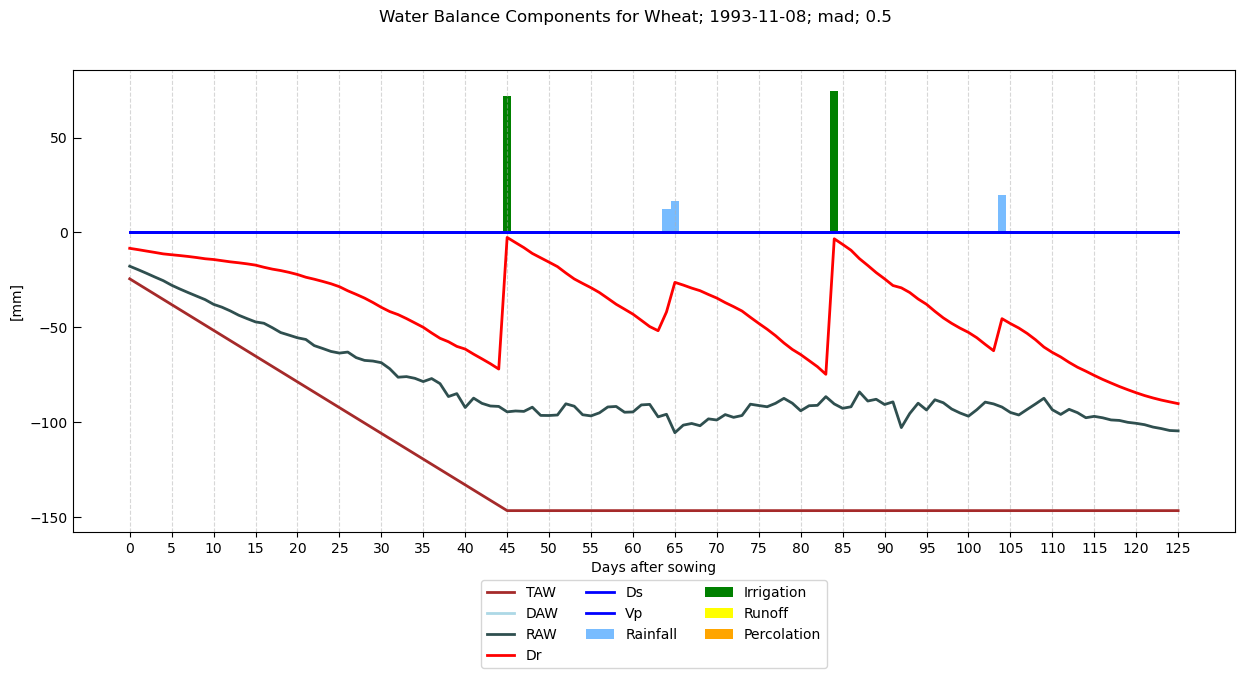 Water Balance Components for Wheat; 1993-11-08; mad; 0.5
[mm]
50
0
−50
−100
−150
0 5 10 15 20 25 30 35 40 45 50 55 60 65 70 75 80 85 90 95 100 105 110 115 120 125
Days after sowing
TAW Ds Irrigation
DAW Vp Runoff
RAW Rainfall Percolation
Dr